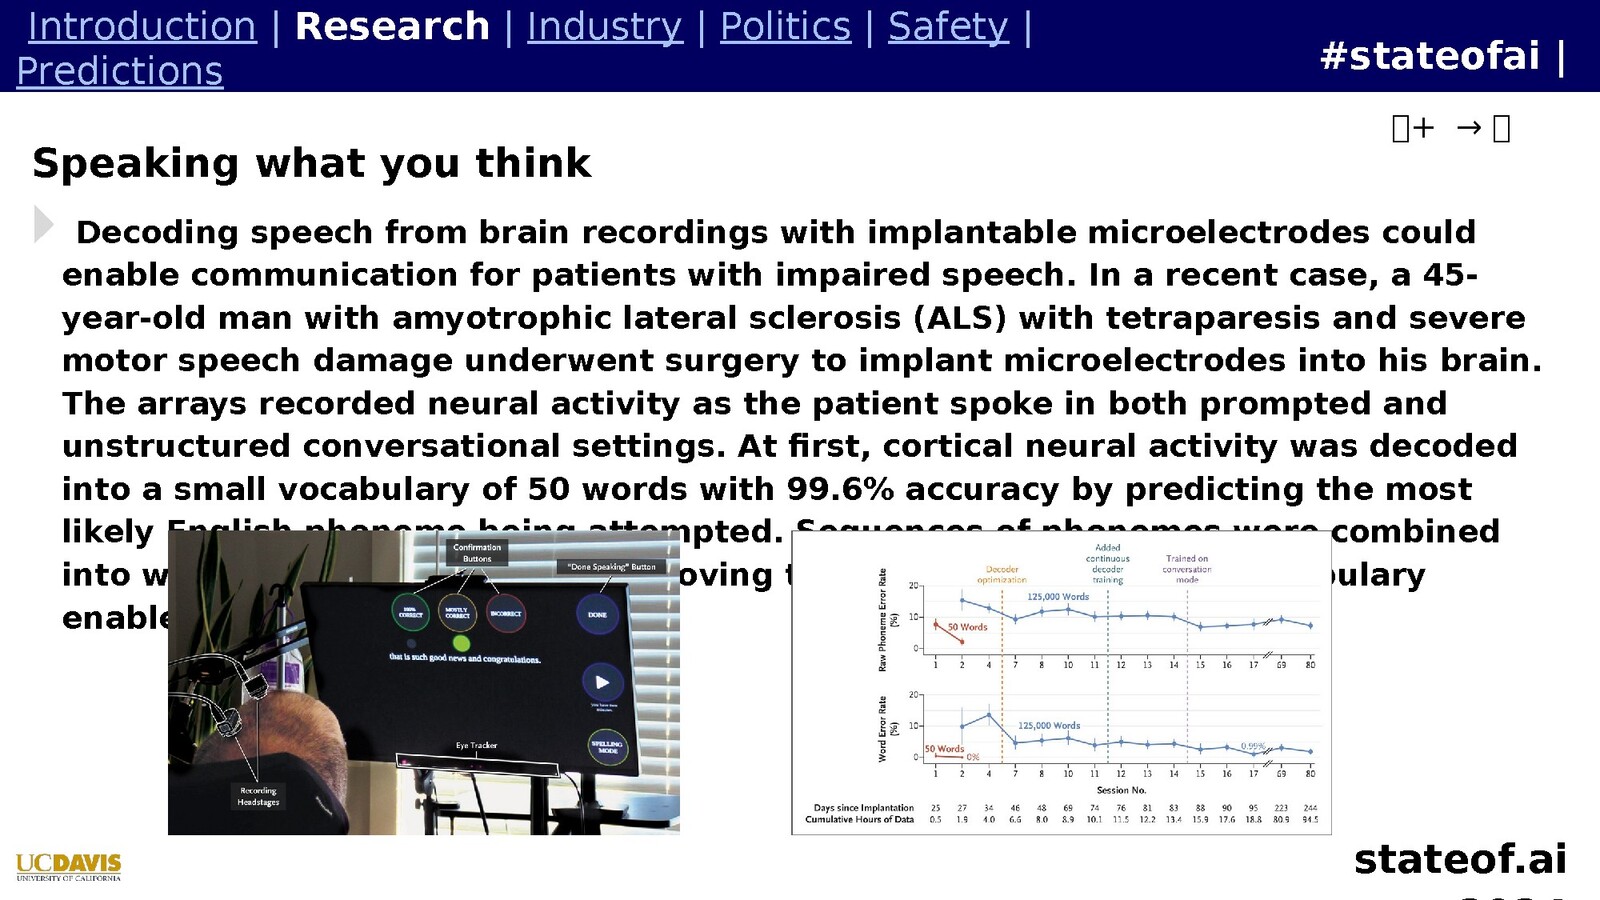 Introduction | Research | Industry | Politics | Safety |
Predictions
#stateofai |
+ →
Speaking what you think
Decoding speech from brain recordings with implantable microelectrodes could
enable communication for patients with impaired speech. In a recent case, a 45-
year-old man with amyotrophic lateral sclerosis (ALS) with tetraparesis and severe
motor speech damage underwent surgery to implant microelectrodes into his brain.
The arrays recorded neural activity as the patient spoke in both prompted and
unstructured conversational settings. At first, cortical neural activity was decoded
into a small vocabulary of 50 words with 99.6% accuracy by predicting the most
likely English phoneme being attempted. Sequences of phonemes were combined
into
enable
Confirmation
Buttons
"Done Speaking" Button
100%
CORRECT
MOSTLY
CORRECT
INCORRECT
DONE
that is such good news and congratulations.
SPELLING
MODE
Eye Tracker
Recording
Headstages
Decoder
optimization
Added
continuous
decoder
training
Trained on
conversation
mode
Raw Phoneme Error Rate
(%)
20
10
0
125,000 Words
50 Words
1 2 4 7 8 10 11 12 13 14 15 16 17 69 80
Word Error Rate
(%)
20
10
0
125,000 Words
50 Words
0%
0.99%
1 2 4 7 8 10 11 12 13 14 15 16 17 69 80
Session No.
Days since Implantation 25 27 34 46 48 69 74 76 81 83 88 90 95 223 244
Cumulative Hours of Data 0.5 1.9 4.0 6.6 8.0 8.9 10.1 11.5 12.2 13.4 15.9 17.6 18.8 80.9 94.5
UCDAVIS
UNIVERSITY OF CALIFORNIA
stateof.ai